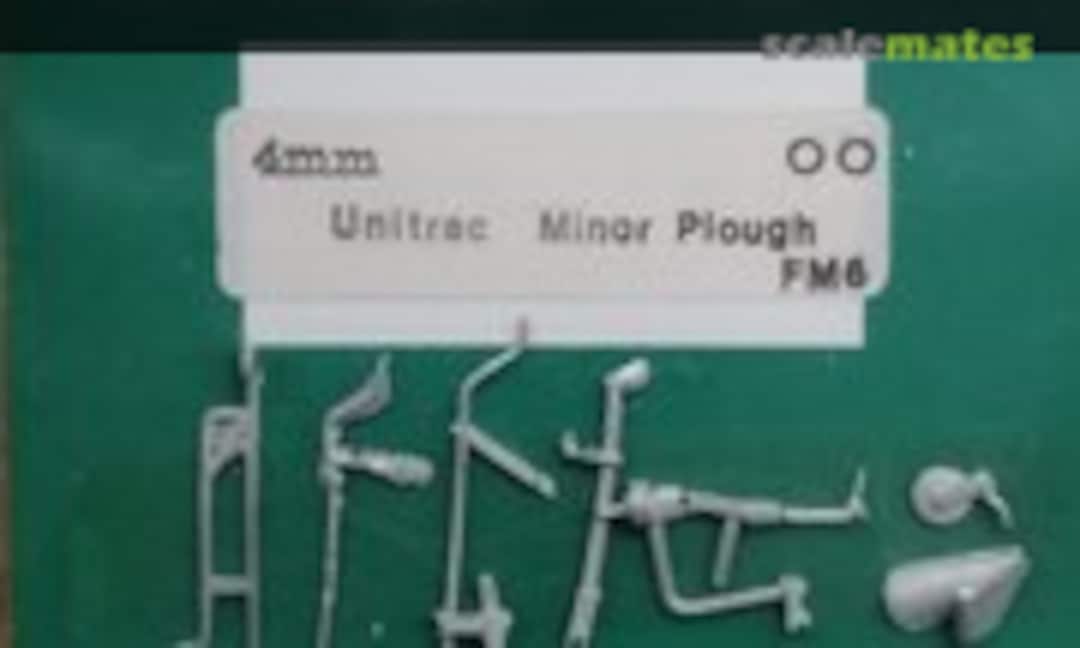 scalemates
4mm OO
Unitrac Minor Plough
FM6